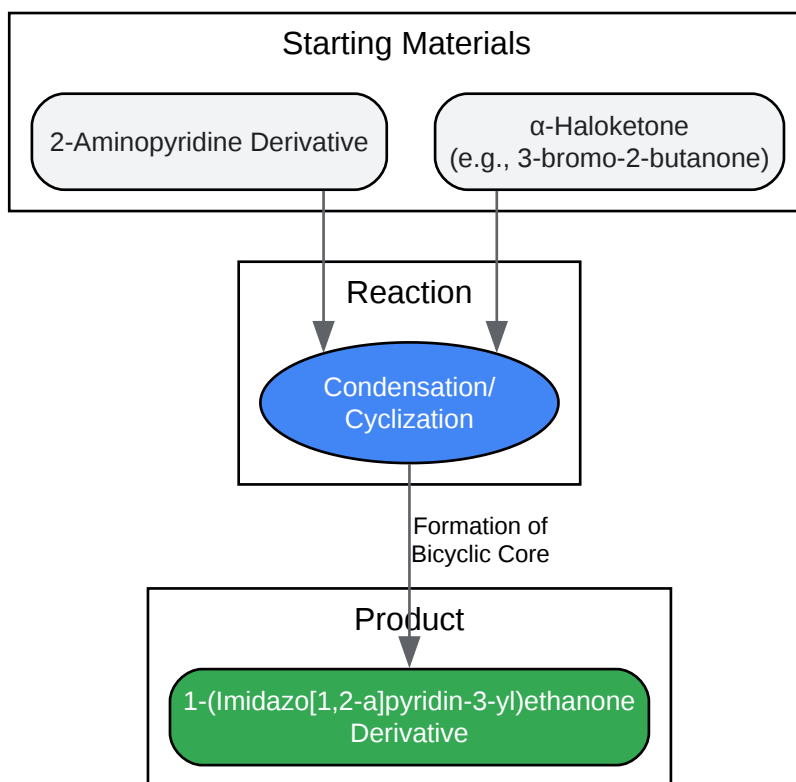 Starting Materials
2-Aminopyridine Derivative
α-Haloketone
(e.g., 3-bromo-2-butanone)
Reaction
Condensation/
Cyclization
Formation of
Bicyclic Core
Product
1-(Imidazo[1,2-a]pyridin-3-yl)ethanone
Derivative